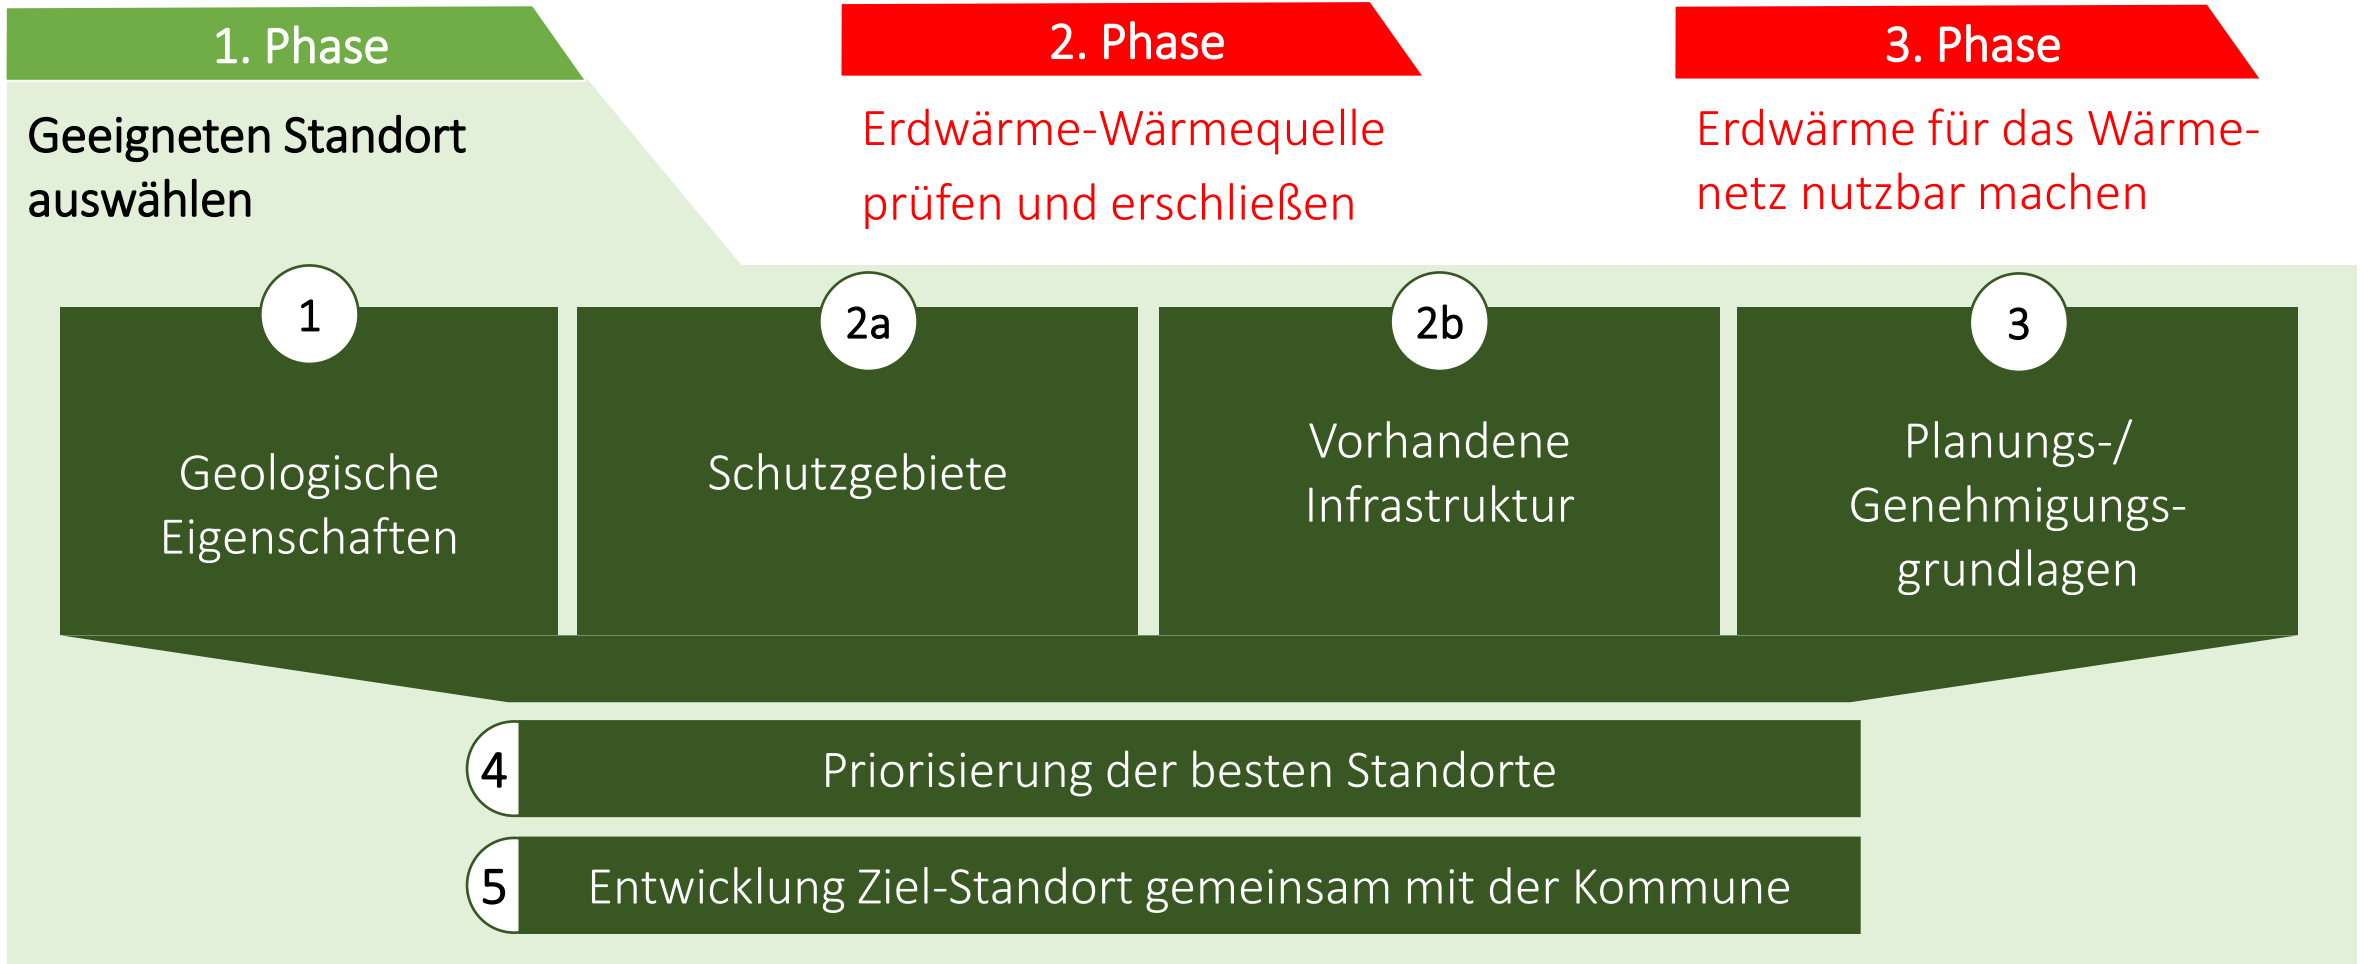 1. Phase
2. Phase
3. Phase
Geeigneten Standort
auswählen
Erdwärme-Wärmequelle
prüfen und erschließen
Erdwärme für das Wärme-
netz nutzbar machen
1
Geologische
Eigenschaften
2a
Schutzgebiete
2b
Vorhandene
Infrastruktur
3
Planungs-/
Genehmigungs-
grundlagen
4
Priorisierung der besten Standorte
5
Entwicklung Ziel-Standort gemeinsam mit der Kommune